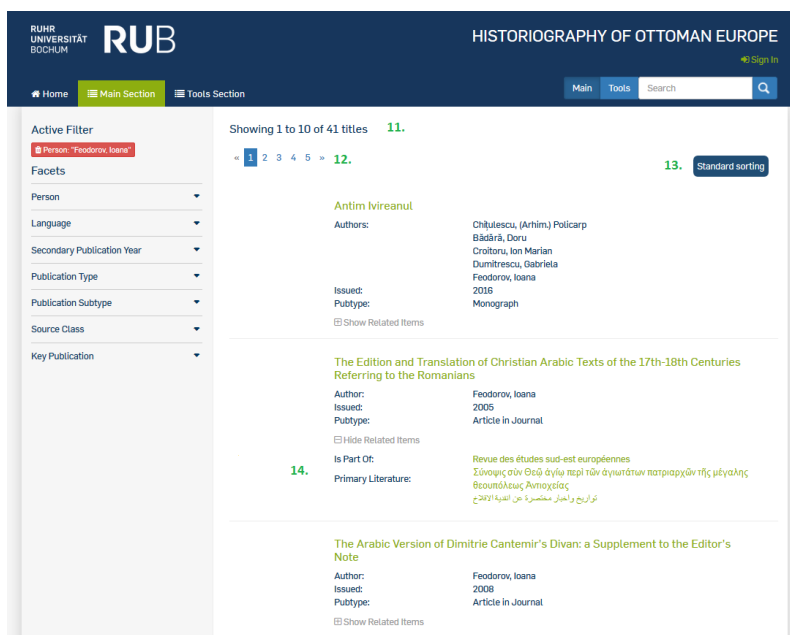 RUHR
UNIVERSITÄT
BOCHUM
RUB
HISTORIOGRAPHY OF OTTOMAN EUROPE
Sign In
Home
Main Section
Tools Section
Main
Tools
Search
Active Filter
Person: "Feodorov, Ioana"
Facets
Person
Language
Secondary Publication Year
Publication Type
Publication Subtype
Source Class
Key Publication
Showing 1 to 10 of 41 titles 11.
« 1 2 3 4 5 » 12.
13. Standard sorting
Antim Ivireanul
Authors: Chițulescu, (Arhim.) Policarp
Bădără, Doru
Croitoru, Ion Marian
Dumitrescu, Gabriela
Feodorov, Ioana
Issued: 2016
Pubtype: Monograph
Show Related Items
The Edition and Translation of Christian Arabic Texts of the 17th-18th Centuries
Referring to the Romanians
Author: Feodorov, Ioana
Issued: 2005
Pubtype: Article in Journal
Hide Related Items
Is Part Of: Revue des études sud-est européennes
14.
Primary Literature: Σύνοψις σὺν Θεῷ ἁγίῳ περὶ τῶν ἁγιωτάτων πατριαρχῶν τῆς μέγαλης
θεουπόλεως Ἀντιοχείας
تواريخ واخبار مختصرة عن افندية الافلاخ
The Arabic Version of Dimitrie Cantemir's Divan: a Supplement to the Editor's
Note
Author: Feodorov, Ioana
Issued: 2008
Pubtype: Article in Journal
Show Related Items